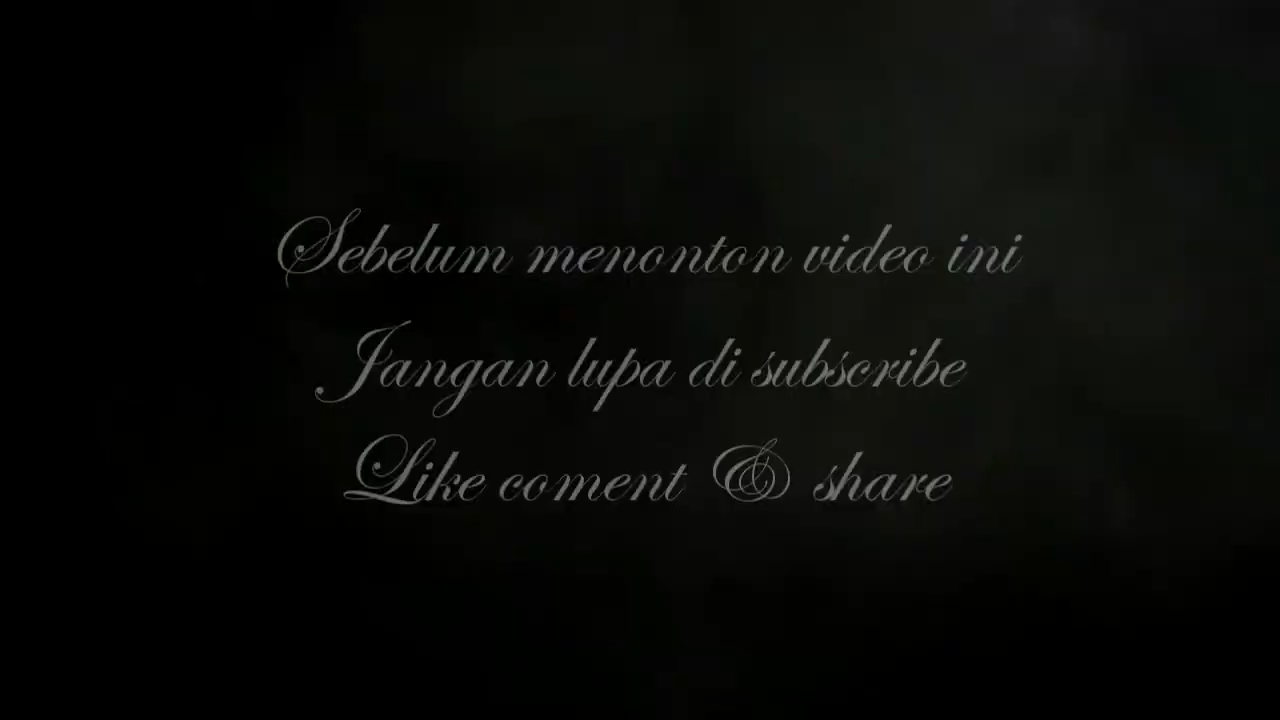 Sebelum menonton video ini
Jangan lupa di subscribe
Like coment & share